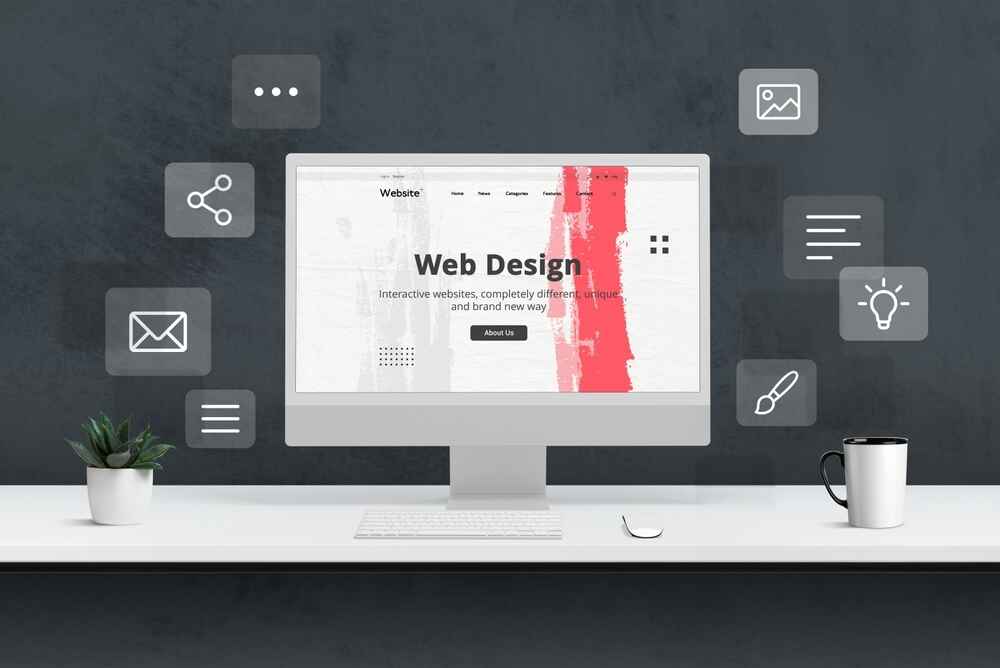 Website
Home News Categories Features Contact
Web Design
Interactive websites, completely different, unique
and brand new way
About Us